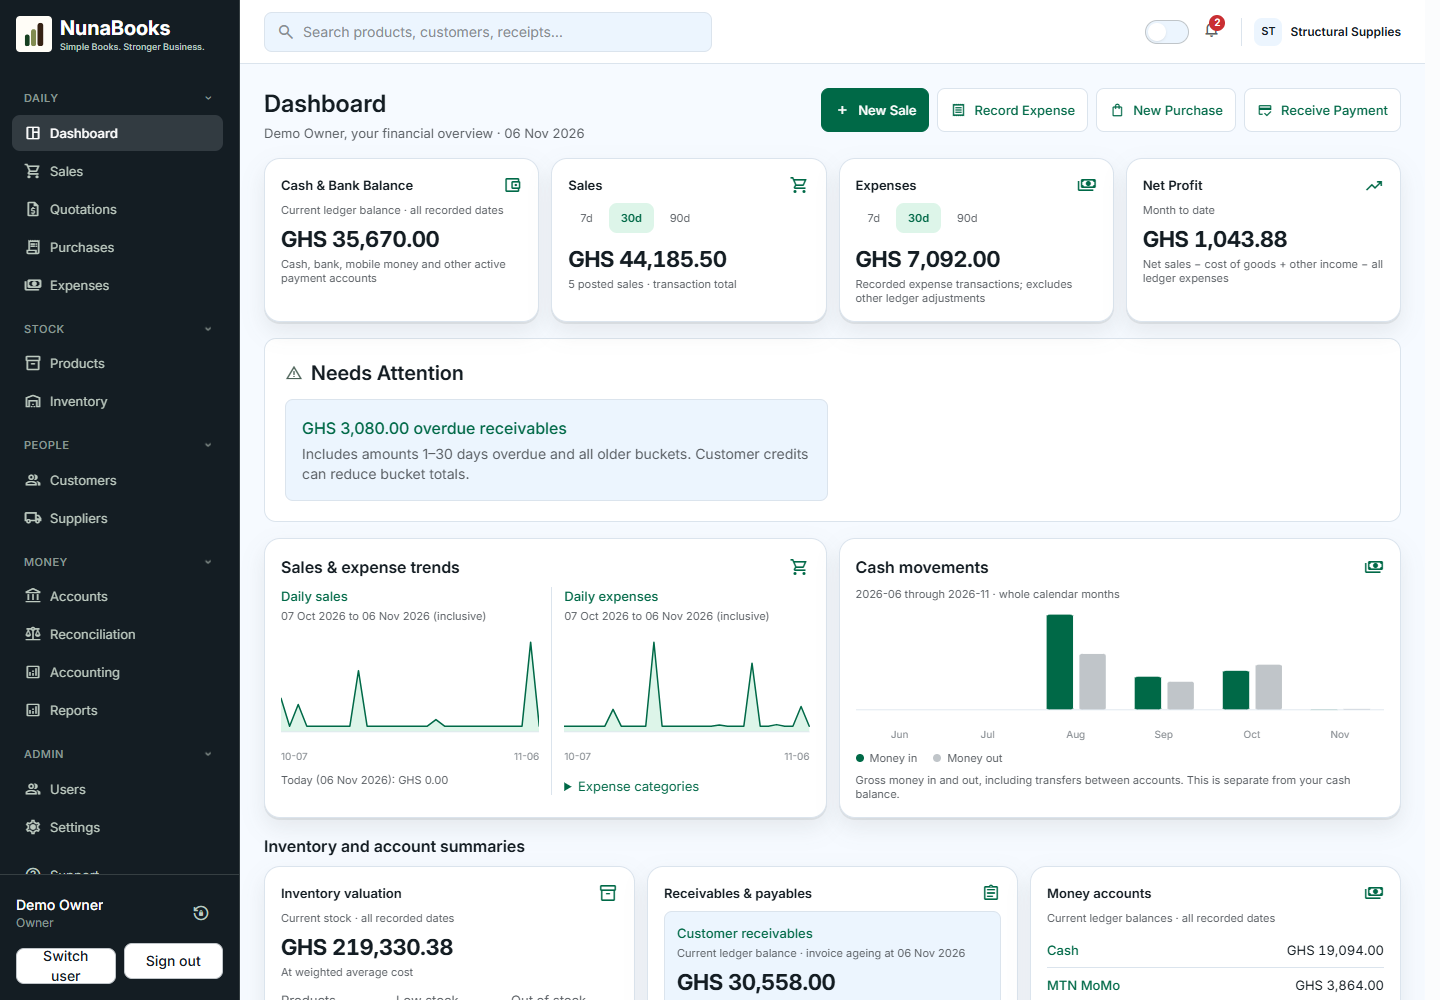 NunaBooks
Simple Books. Stronger Business.
DAILY
Dashboard
Sales
Quotations
Purchases
Expenses
STOCK
Products
Inventory
PEOPLE
Customers
Suppliers
MONEY
Accounts
Reconciliation
Accounting
Reports
ADMIN
Users
Settings
Support
Demo Owner
Owner
Switch
user
Sign out
Search products, customers, receipts...
2
ST
Structural Supplies
Dashboard
Demo Owner, your financial overview · 06 Nov 2026
+ New Sale
Record Expense
New Purchase
Receive Payment
Cash & Bank Balance
Current ledger balance · all recorded dates
GHS 35,670.00
Cash, bank, mobile money and other active
payment accounts
Sales
7d 30d 90d
GHS 44,185.50
5 posted sales · transaction total
Expenses
7d 30d 90d
GHS 7,092.00
Recorded expense transactions; excludes
other ledger adjustments
Net Profit
Month to date
GHS 1,043.88
Net sales − cost of goods + other income − all
ledger expenses
Needs Attention
GHS 3,080.00 overdue receivables
Includes amounts 1–30 days overdue and all older buckets. Customer credits
can reduce bucket totals.
Sales & expense trends
Daily sales
07 Oct 2026 to 06 Nov 2026 (inclusive)
10-07 11-06
Today (06 Nov 2026): GHS 0.00
Daily expenses
07 Oct 2026 to 06 Nov 2026 (inclusive)
10-07 11-06
Expense categories
Cash movements
2026-06 through 2026-11 · whole calendar months
Jun Jul Aug Sep Oct Nov
Money in Money out
Gross money in and out, including transfers between accounts. This is separate from your cash
balance.
Inventory and account summaries
Inventory valuation
Current stock · all recorded dates
GHS 219,330.38
At weighted average cost
Products Low stock Out of stock
Receivables & payables
Customer receivables
Current ledger balance · invoice ageing at 06 Nov 2026
GHS 30,558.00
Money accounts
Current ledger balances · all recorded dates
Cash GHS 19,094.00
MTN MoMo GHS 3,864.00